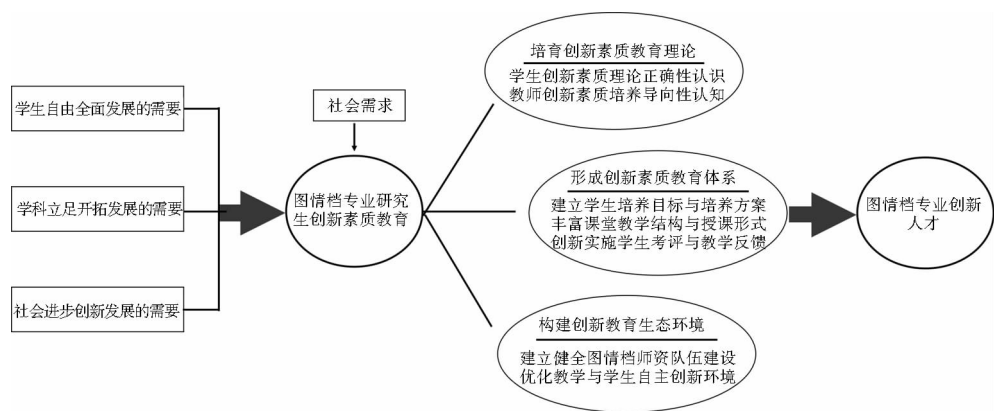 学生自由全面发展的需要
学科立足开拓发展的需要
社会进步创新发展的需要
社会需求
图情档专业研究
生创新素质教育
培育创新素质教育理论
学生创新素质理论正确性认识
教师创新素质培养导向性认知
形成创新素质教育体系
建立学生培养目标与培养方案
丰富课堂教学结构与授课形式
创新实施学生考评与教学反馈
构建创新教育生态环境
建立健全图情档师资队伍建设
优化教学与学生自主创新环境
图情档专业创新
人才